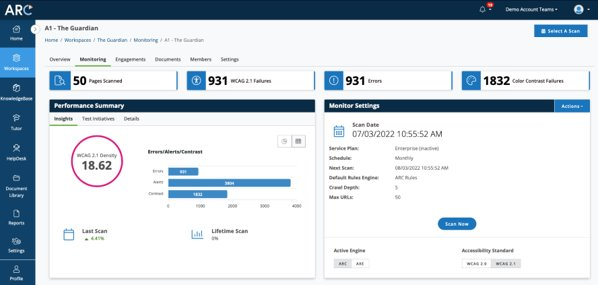 ARC
10
Demo Account Teams
A1 - The Guardian
Select A Scan
Home / Workspaces / The Guardian / Monitoring / A1 - The Guardian
Overview Monitoring Engagements Documents Members Settings
50 Pages Scanned
931 WCAG 2.1 Failures
931 Errors
1832 Color Contrast Failures
Home
Workspaces
KnowledgeBase
Tutor
HelpDesk
Document
Library
Reports
Settings
Profile
Performance Summary
Insights Test Initiatives Details
WCAG 2.1 Density
18.62
Errors/Alerts/Contrast
Errors 931
Alerts 3804
Contrast 1832
0 1000 2000 3000 4000
Last Scan
4.41%
Lifetime Scan
0%
Monitor Settings
Actions
Scan Date
07/03/2022 10:55:52 AM
Service Plan: Enterprise (inactive)
Schedule: Monthly
Next Scan: 08/03/2022 10:55:52 AM
Default Rules Engine: ARC Rules
Crawl Depth: 5
Max URLs: 50
Scan Now
Active Engine
ARC AXE
Accessibility Standard
WCAG 2.0 WCAG 2.1